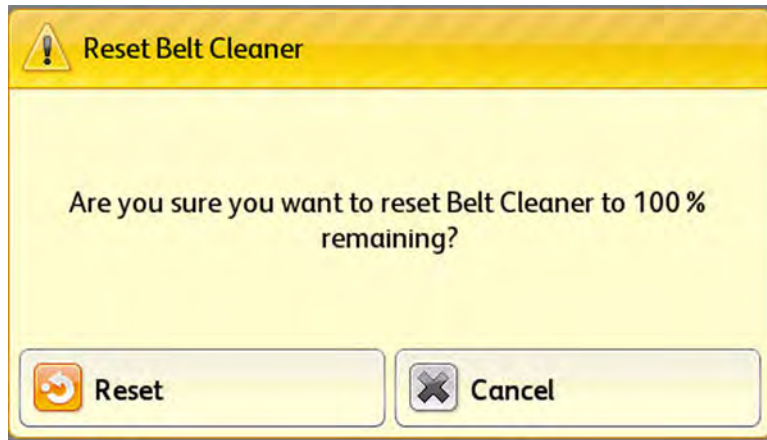 Reset Belt Cleaner
Are you sure you want to reset Belt Cleaner to 100 %
remaining?
Reset
Cancel